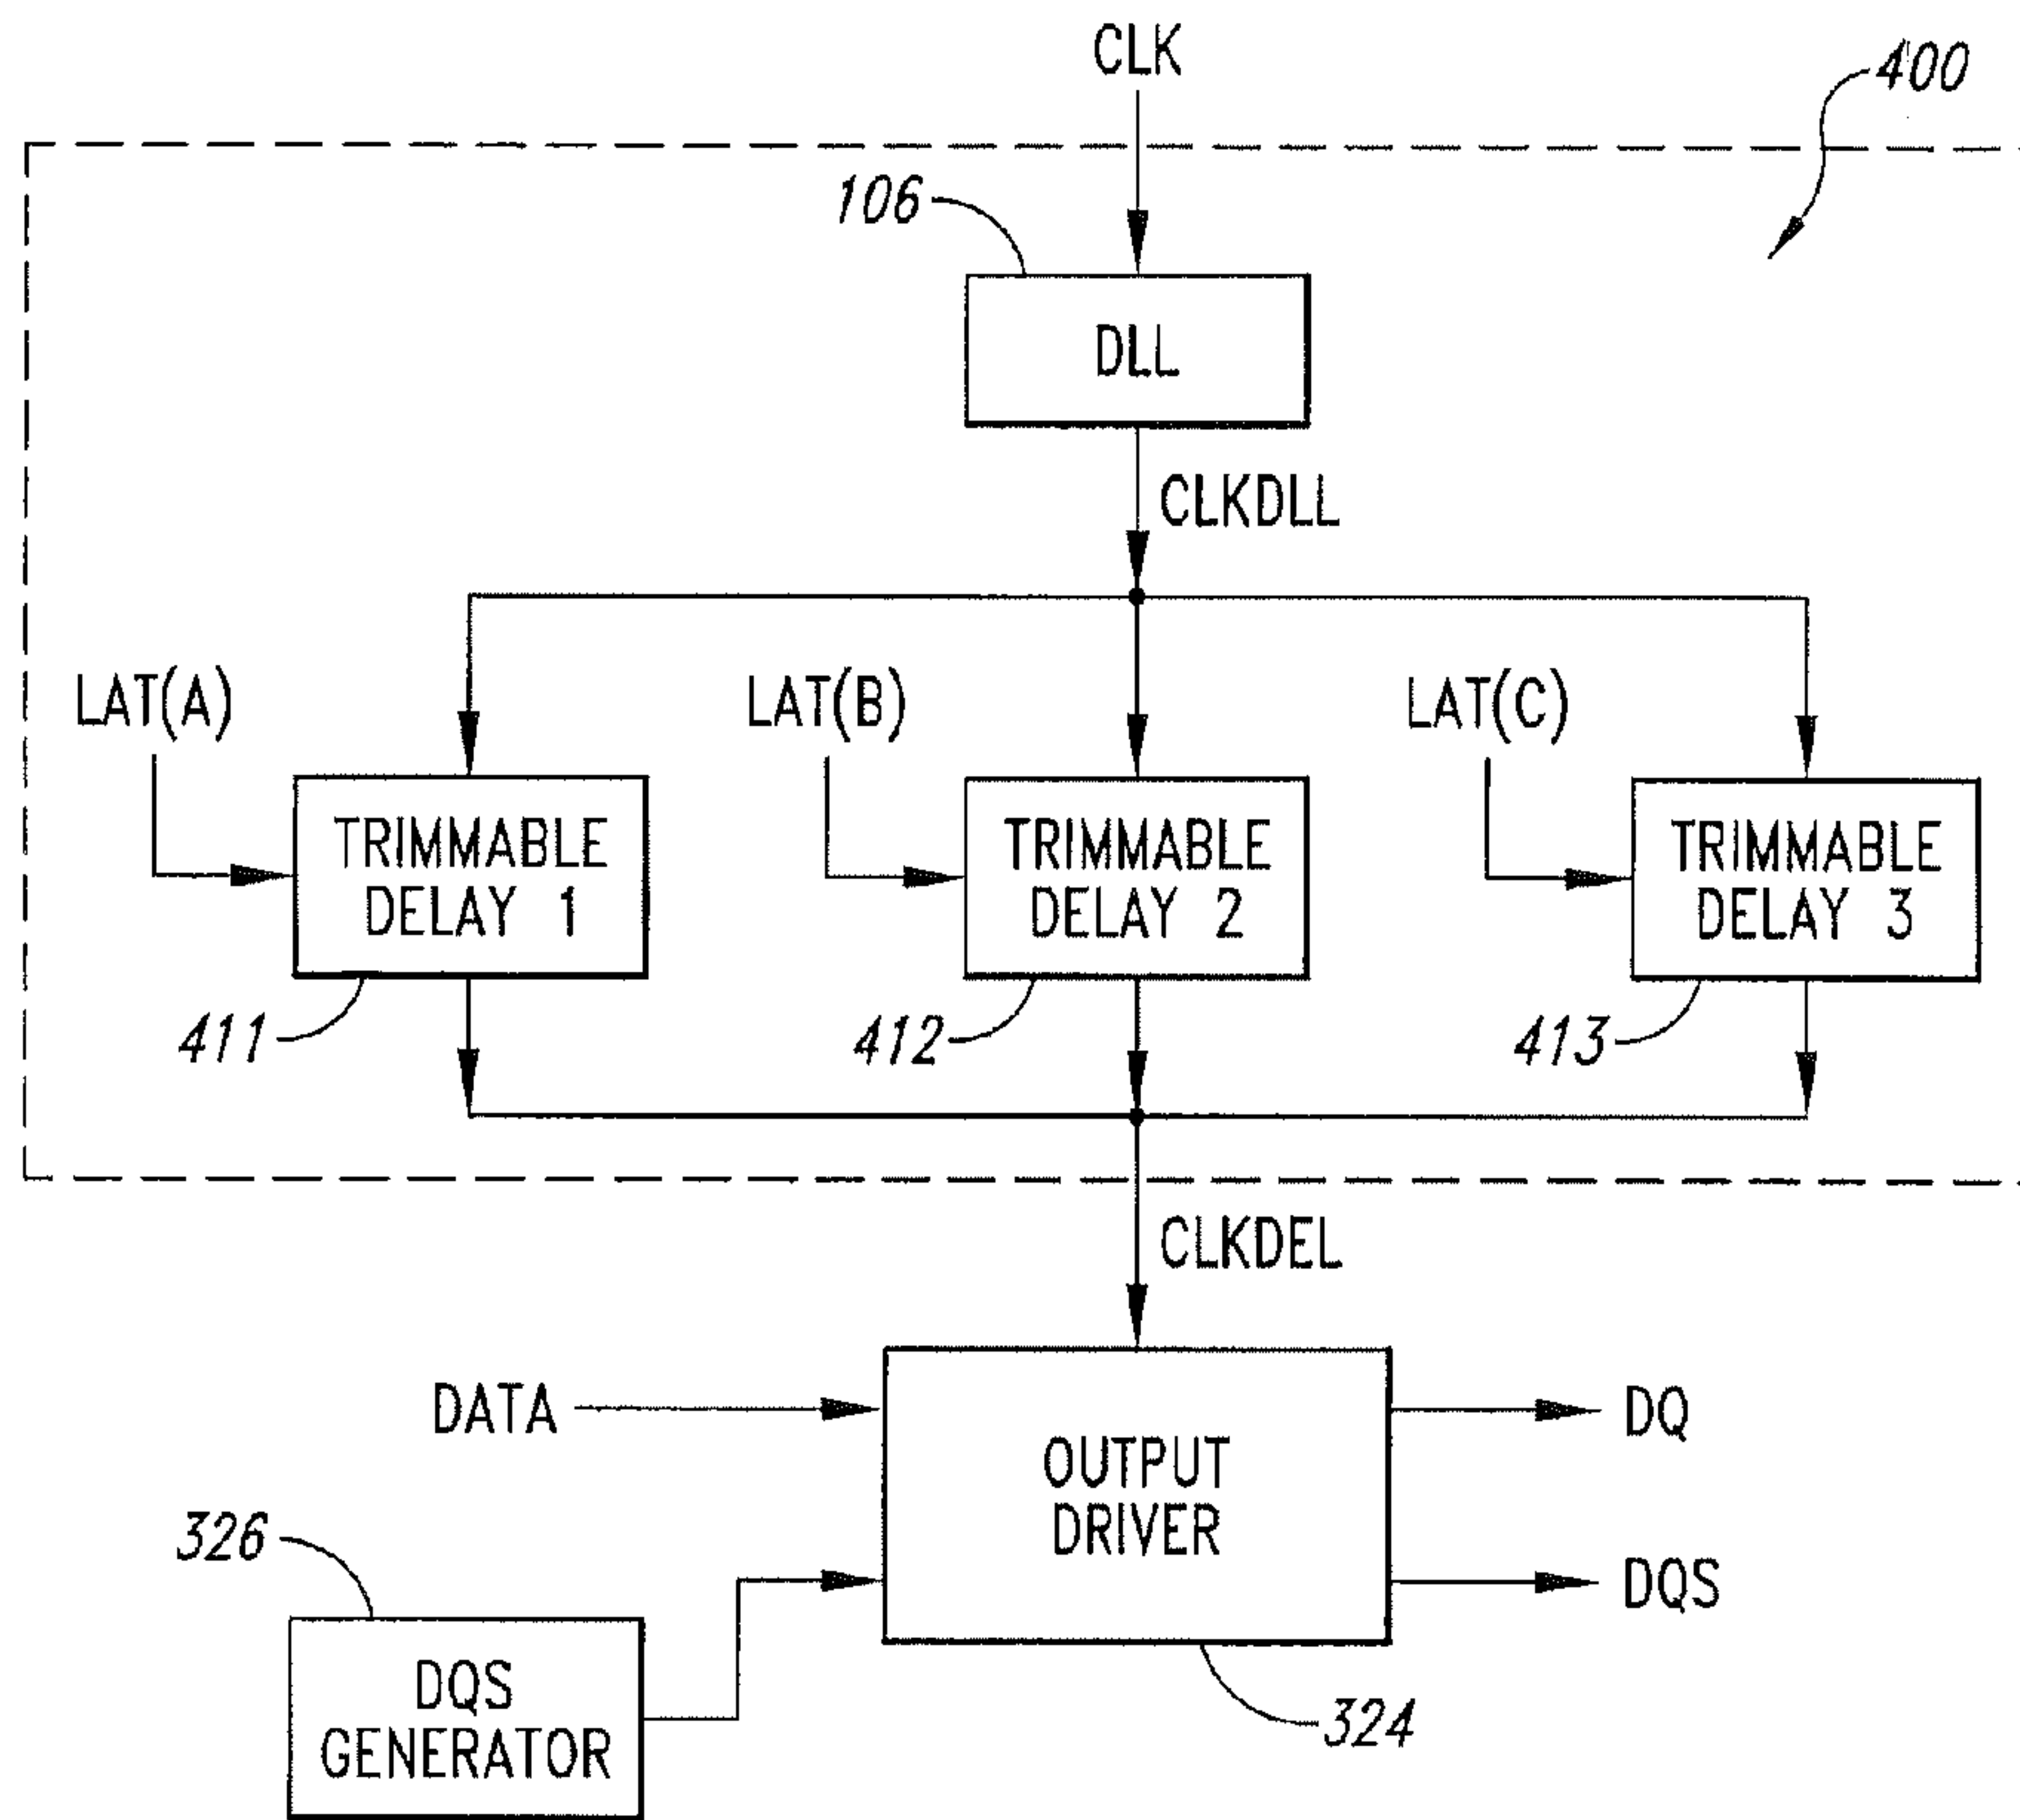 CLK
400
106
DLL
CLKDLL
LAT(A)
LAT(B)
LAT(C)
TRIMMABLE
DELAY 1
TRIMMABLE
DELAY 2
TRIMMABLE
DELAY 3
411
412
413
CLKDEL
DATA
OUTPUT
DRIVER
DQ
DQS
326
DQS
GENERATOR
324